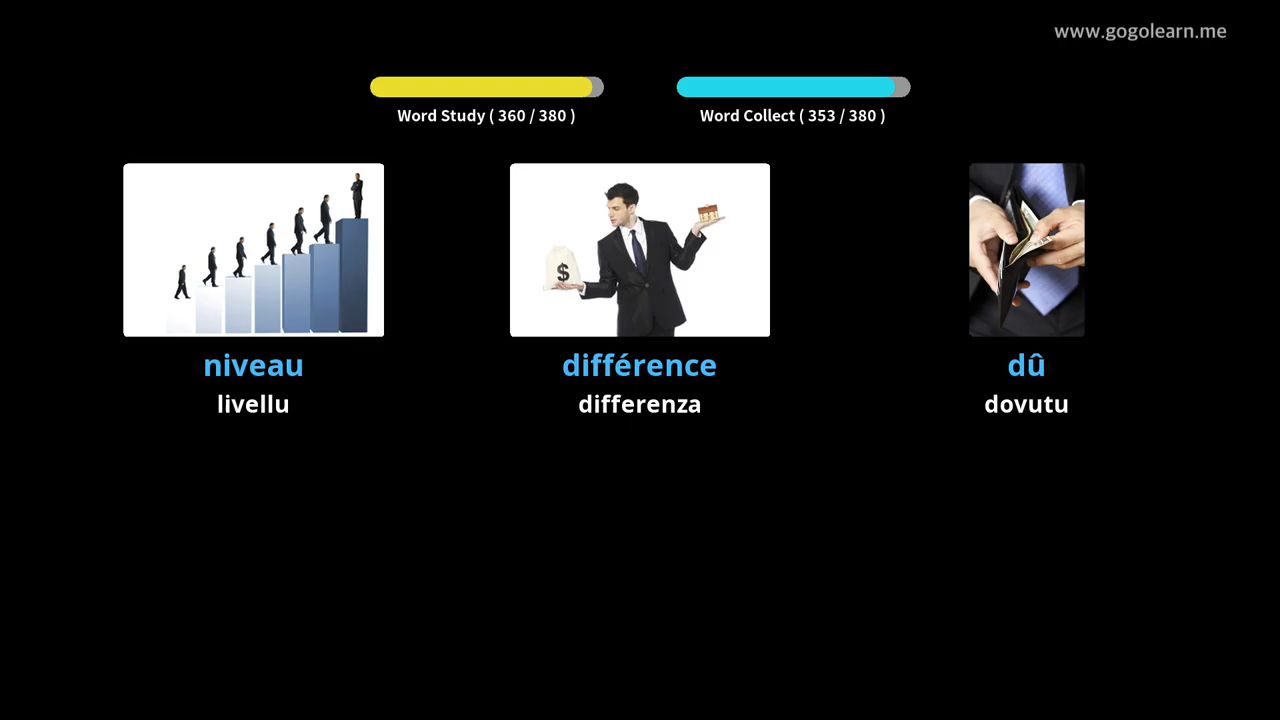 www.gogolearn.me
Word Study ( 360 / 380 )
Word Collect ( 353 / 380 )
$
niveau
différence
dû
livellu
differenza
dovutu